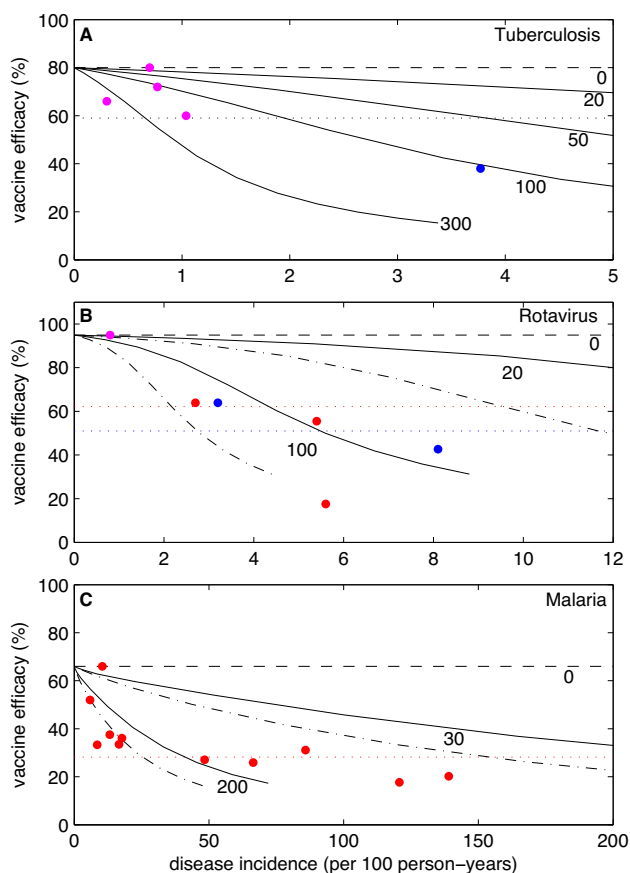 A
Tuberculosis
vaccine efficacy (%)
100
80
60
40
20
0
0
20
50
100
300
0 1 2 3 4 5
B
Rotavirus
vaccine efficacy (%)
100
80
60
40
20
0
0
20
100
0 2 4 6 8 10 12
C
Malaria
vaccine efficacy (%)
100
80
60
40
20
0
0
30
200
0 50 100 150 200
disease incidence (per 100 person−years)